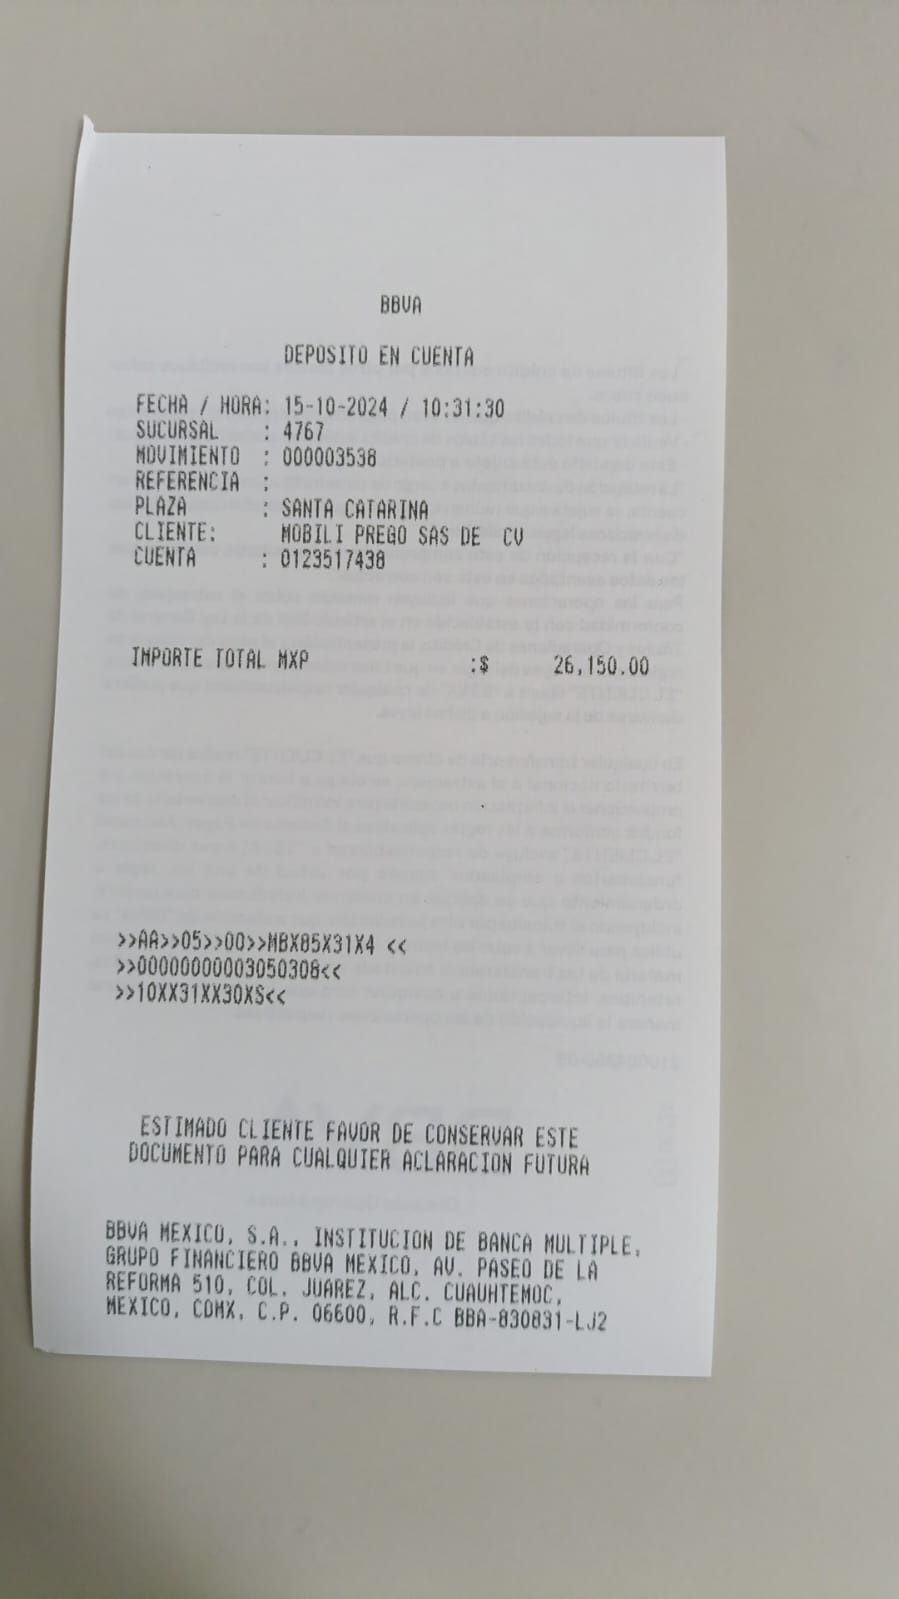 BBVA
DEPOSITO EN CUENTA
FECHA / HORA: 15-10-2024 / 10:31:30
SUCURSAL : 4767
MOVIMIENTO : 000003538
REFERENCIA :
PLAZA : SANTA CATARINA
CLIENTE: MOBILI PREGO SAS DE CV
CUENTA : 0123517438
IMPORTE TOTAL MXP :$ 26,150.00
>>AA>>05>>00>>MBX85X31X4 <<
>>00000000003050308<<
>>10XX31XX30XS<<
ESTIMADO CLIENTE FAVOR DE CONSERVAR ESTE
DOCUMENTO PARA CUALQUIER ACLARACION FUTURA
BBVA MEXICO, S.A., INSTITUCION DE BANCA MULTIPLE,
GRUPO FINANCIERO BBVA MEXICO, AV. PASEO DE LA
REFORMA 510, COL. JUAREZ, ALC. CUAUHTEMOC,
MEXICO, CDMX, C.P. 06600, R.F.C BBA-830831-LJ2